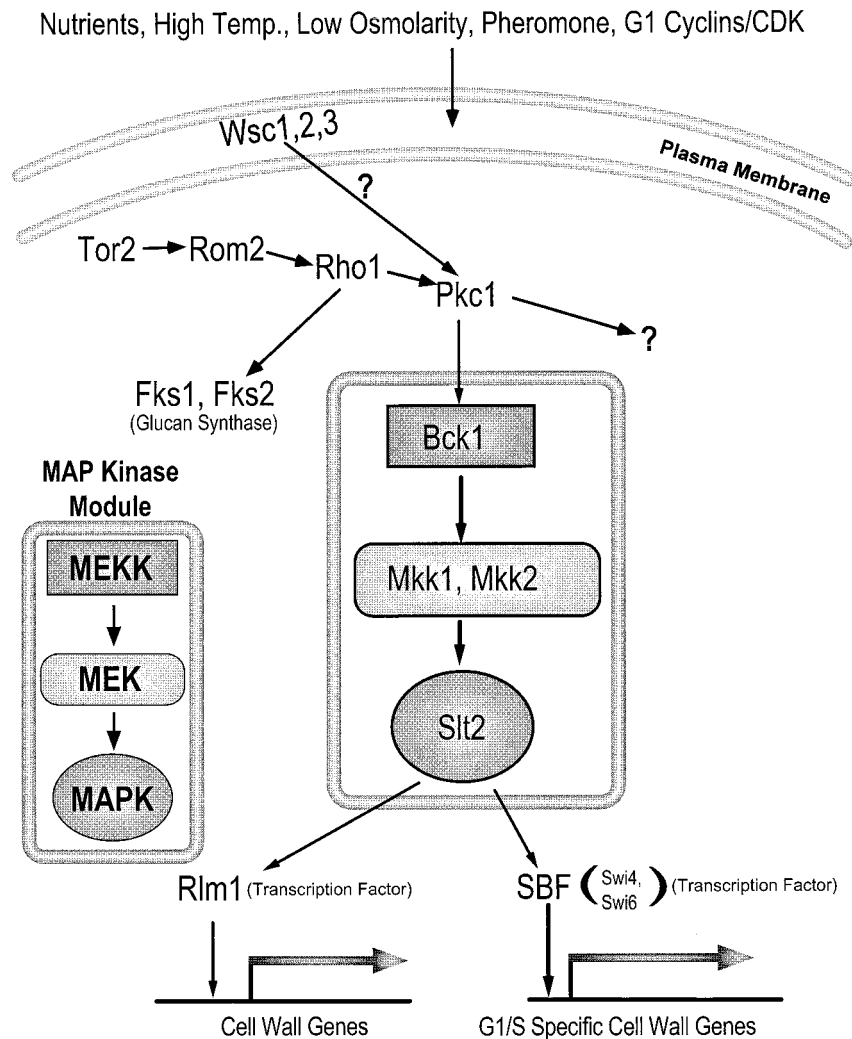 Nutrients, High Temp., Low Osmolarity, Pheromone, G1 Cyclins/CDK
Wsc1,2,3
Plasma Membrane
?
Tor2
Rom2
Rho1
Pkc1
?
Fks1, Fks2
(Glucan Synthase)
Bck1
MAP Kinase
Module
MEKK
Mkk1, Mkk2
MEK
Slt2
MAPK
Rlm1 (Transcription Factor)
SBF (Swi4,
Swi6) (Transcription Factor)
Cell Wall Genes
G1/S Specific Cell Wall Genes